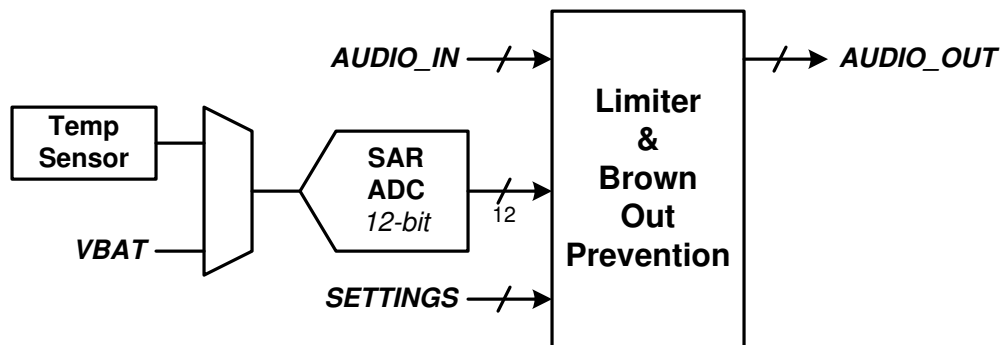 AUDIO_IN
AUDIO_OUT
Temp
Sensor
VBAT
SAR
ADC
12-bit
12
SETTINGS
Limiter
&
Brown
Out
Prevention